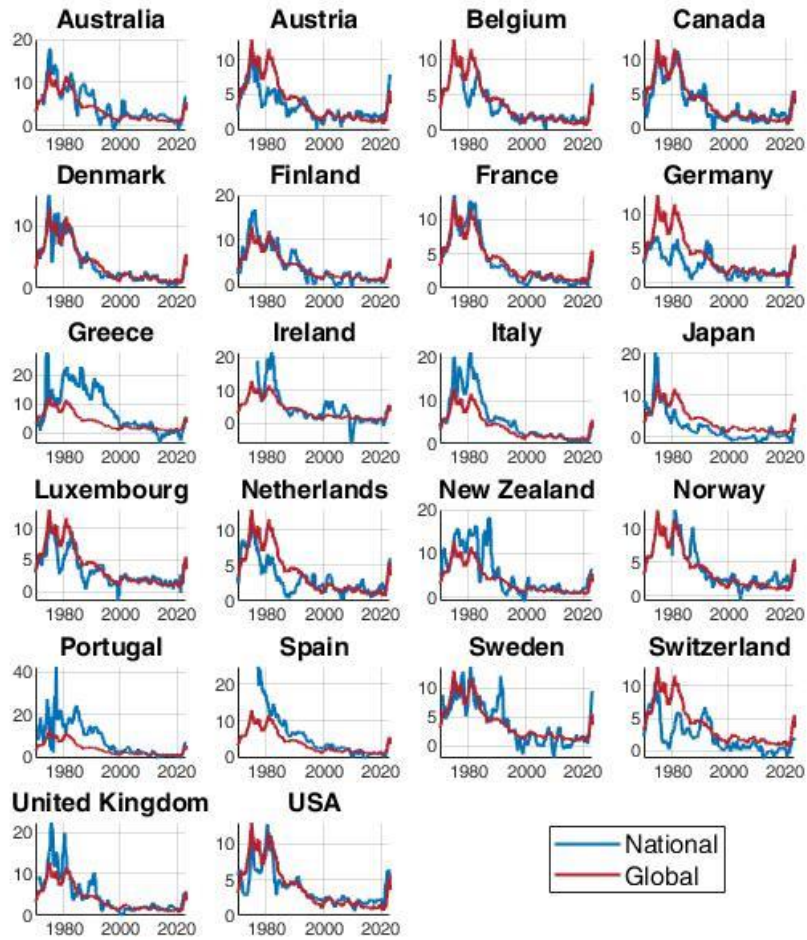 Australia Austria Belgium Canada
20
10
0
1980 2000 2020
10
5
0
1980 2000 2020
10
5
0
1980 2000 2020
10
5
0
1980 2000 2020
Denmark Finland France Germany
10
0
1980 2000 2020
20
10
0
1980 2000 2020
10
5
0
1980 2000 2020
10
5
0
1980 2000 2020
Greece Ireland Italy Japan
20
10
0
1980 2000 2020
20
10
0
1980 2000 2020
20
10
0
1980 2000 2020
20
10
0
1980 2000 2020
Luxembourg Netherlands New Zealand Norway
10
5
0
1980 2000 2020
10
5
0
1980 2000 2020
20
10
0
1980 2000 2020
10
5
0
1980 2000 2020
Portugal Spain Sweden Switzerland
40
20
0
1980 2000 2020
20
10
0
1980 2000 2020
10
5
0
1980 2000 2020
10
5
0
1980 2000 2020
United Kingdom USA
20
10
0
1980 2000 2020
10
5
0
1980 2000 2020
National
Global